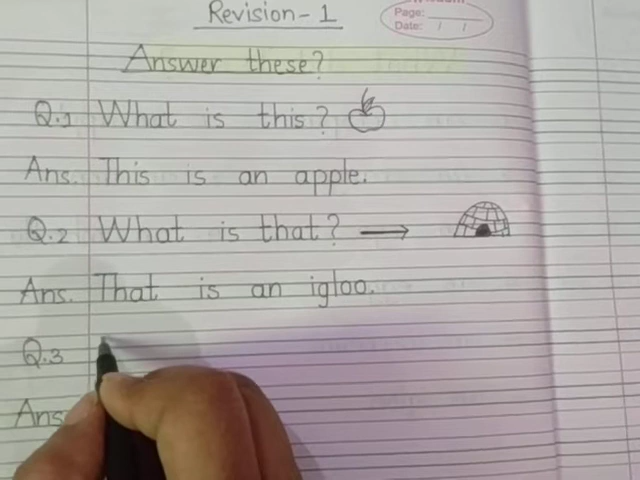 Revision-1
Page:
Date: / /
Answer these?
Q.1 What is this?
Ans. This is an apple.
Q.2 What is that?
Ans. That is an igloo.
Q.3
Ans